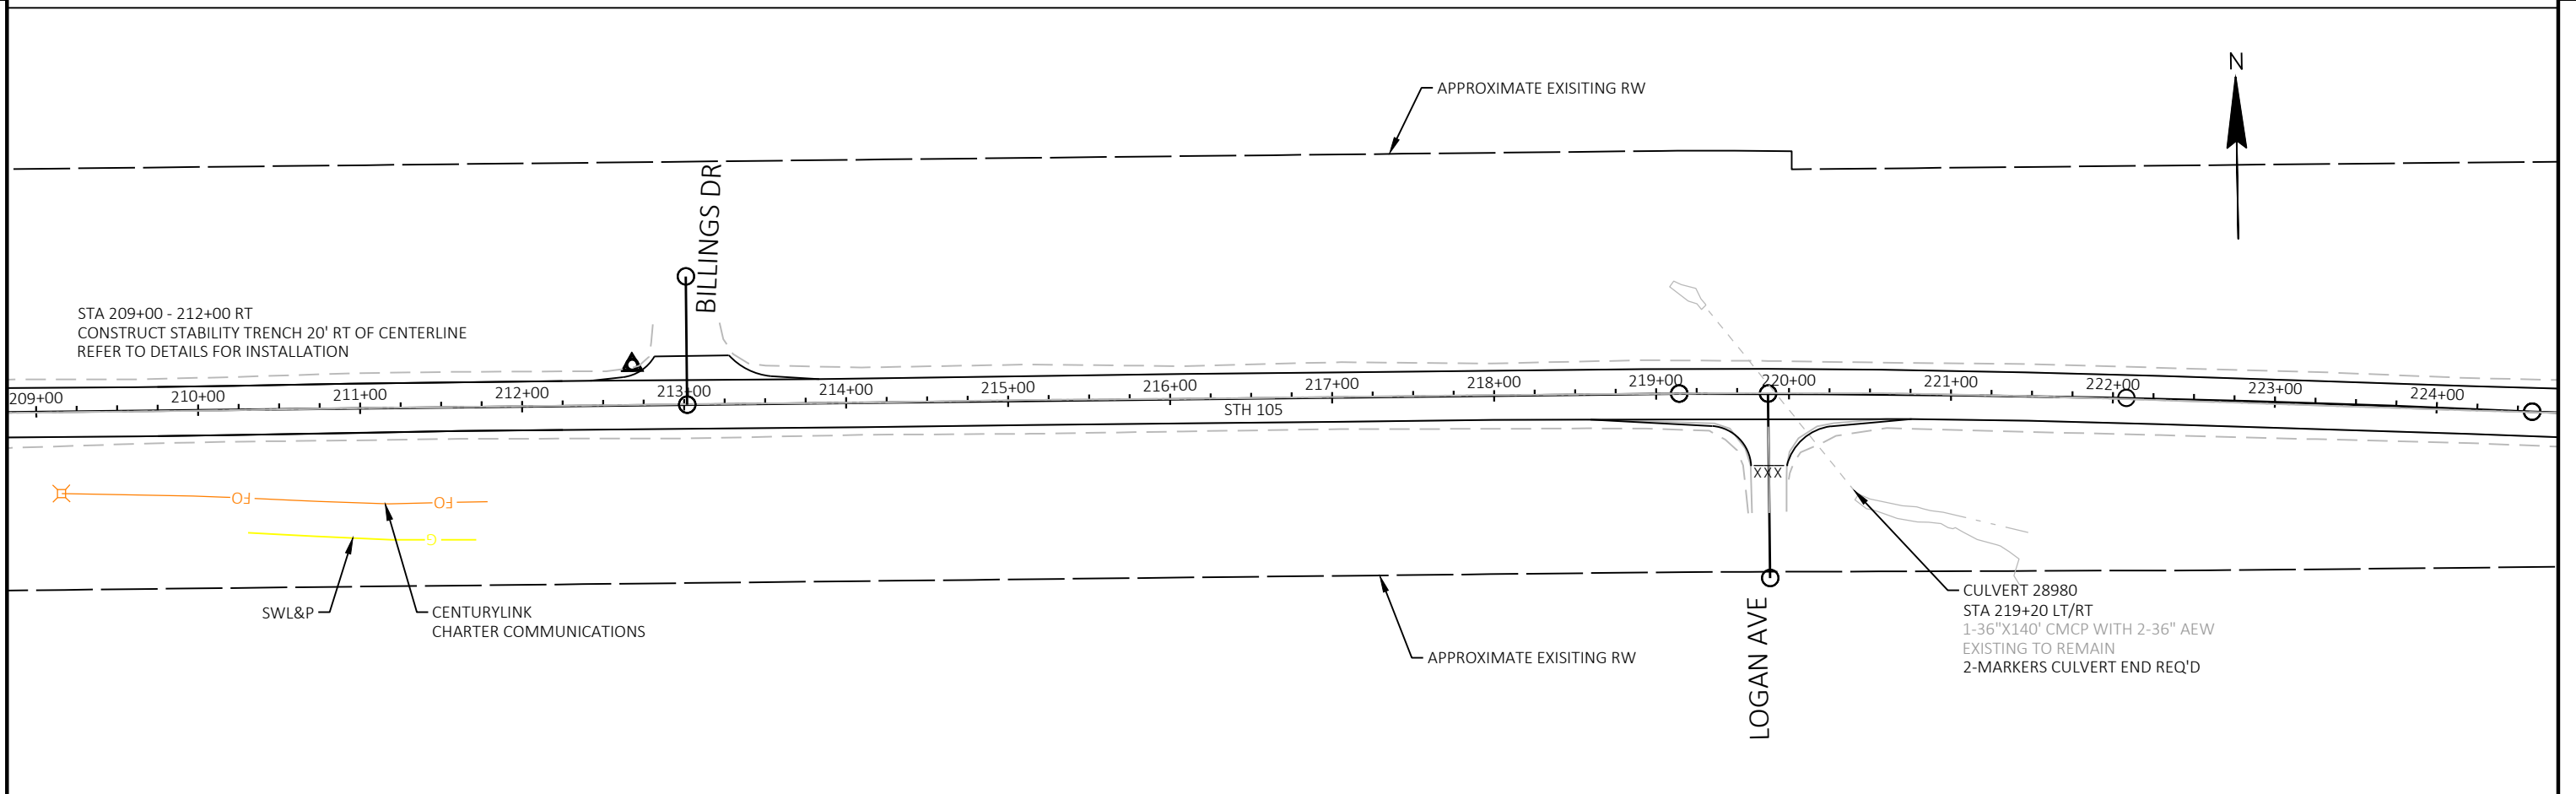 N
APPROXIMATE EXISITING RW
BILLINGS DR
STA 209+00 - 212+00 RT
CONSTRUCT STABILITY TRENCH 20' RT OF CENTERLINE
REFER TO DETAILS FOR INSTALLATION
209+00 210+00 211+00 212+00 213+00 214+00 215+00 216+00 217+00 218+00 219+00 220+00 221+00 222+00 223+00 224+00
STH 105
XXX
FO FO
G
SWL&P
CENTURYLINK
CHARTER COMMUNICATIONS
APPROXIMATE EXISITING RW
LOGAN AVE
CULVERT 28980
STA 219+20 LT/RT
1-36"X140' CMCP WITH 2-36" AEW
EXISTING TO REMAIN
2-MARKERS CULVERT END REQ'D